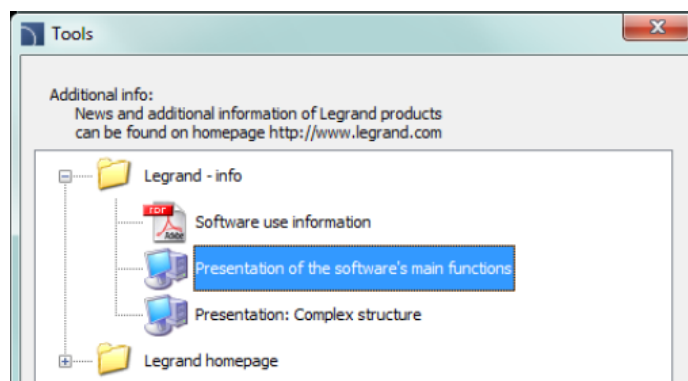 Tools
Additional info:
News and additional information of Legrand products
can be found on homepage http://www.legrand.com
Legrand - info
Software use information
Presentation of the software's main functions
Presentation: Complex structure
Legrand homepage